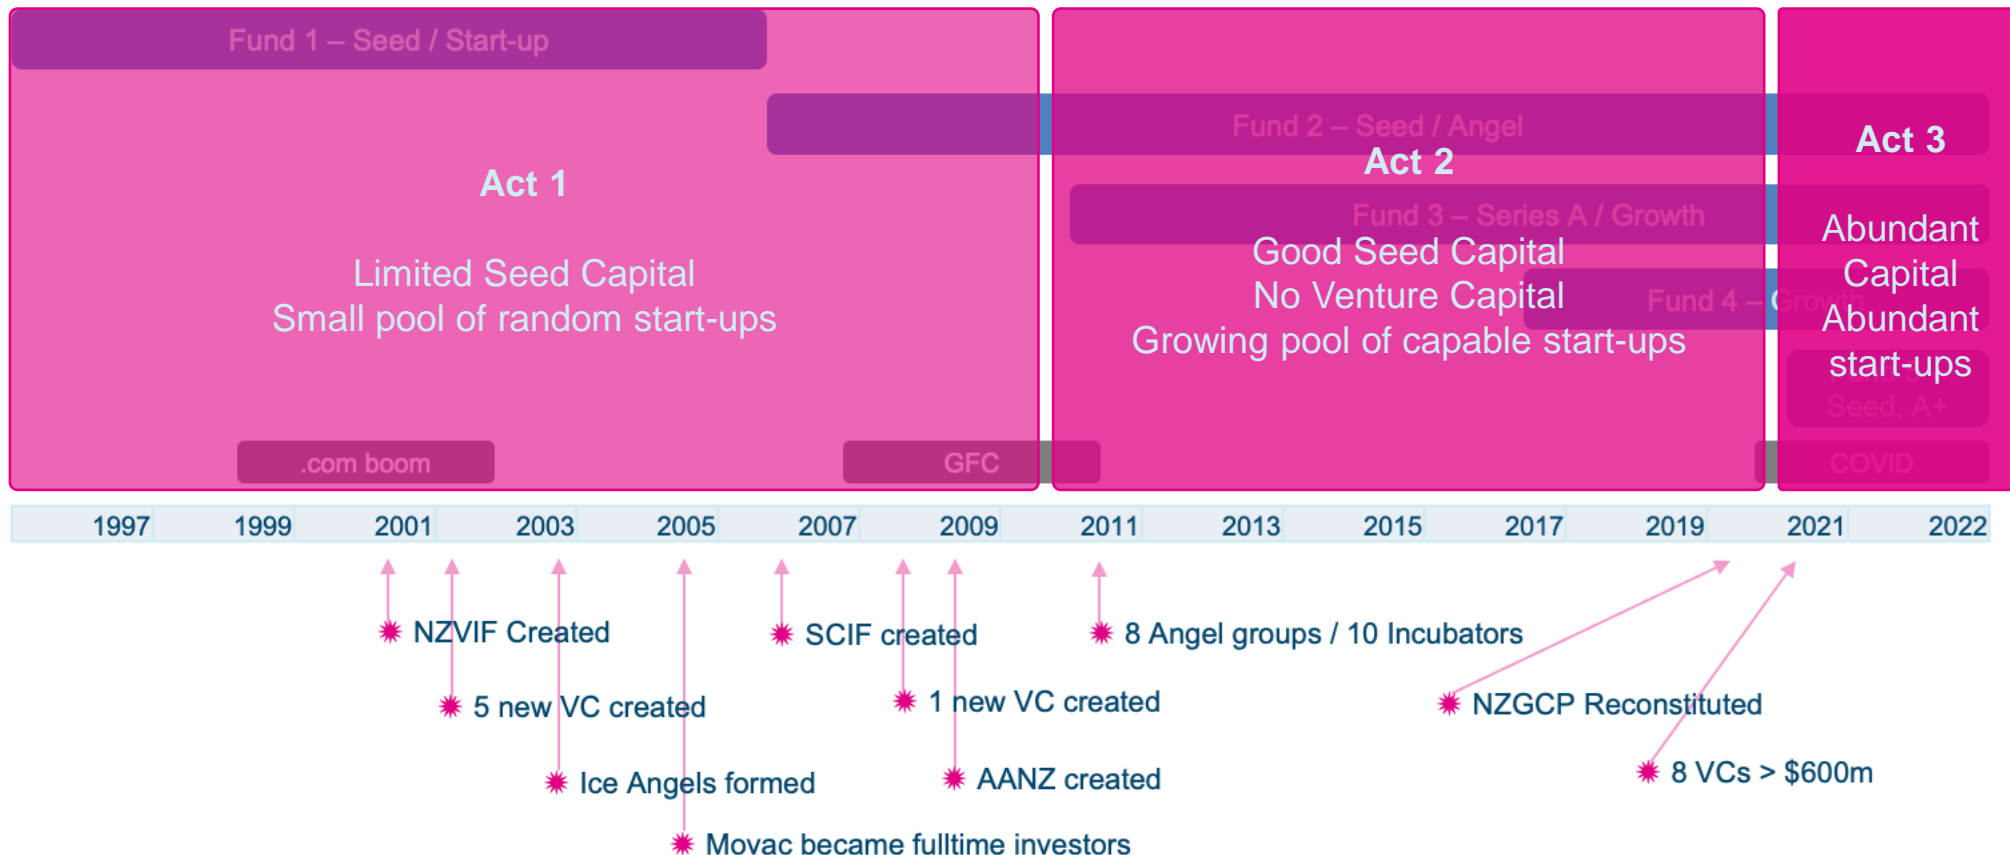 Fund 1 – Seed / Start-up
Fund 2 – Seed / Angel
Act 3
Act 2
Act 1
Fund 3 – Series A / Growth
Abundant
Capital
Abundant
start-ups
Good Seed Capital
No Venture Capital
Growing pool of capable start-ups
Limited Seed Capital
Small pool of random start-ups
Fund 4 – Growth
Seed, A+
.com boom
GFC
COVID
1997 1999 2001 2003 2005 2007 2009 2011 2013 2015 2017 2019 2021 2022
NZVIF Created
SCIF created
8 Angel groups / 10 Incubators
5 new VC created
1 new VC created
NZGCP Reconstituted
Ice Angels formed
AANZ created
8 VCs > $600m
Movac became fulltime investors